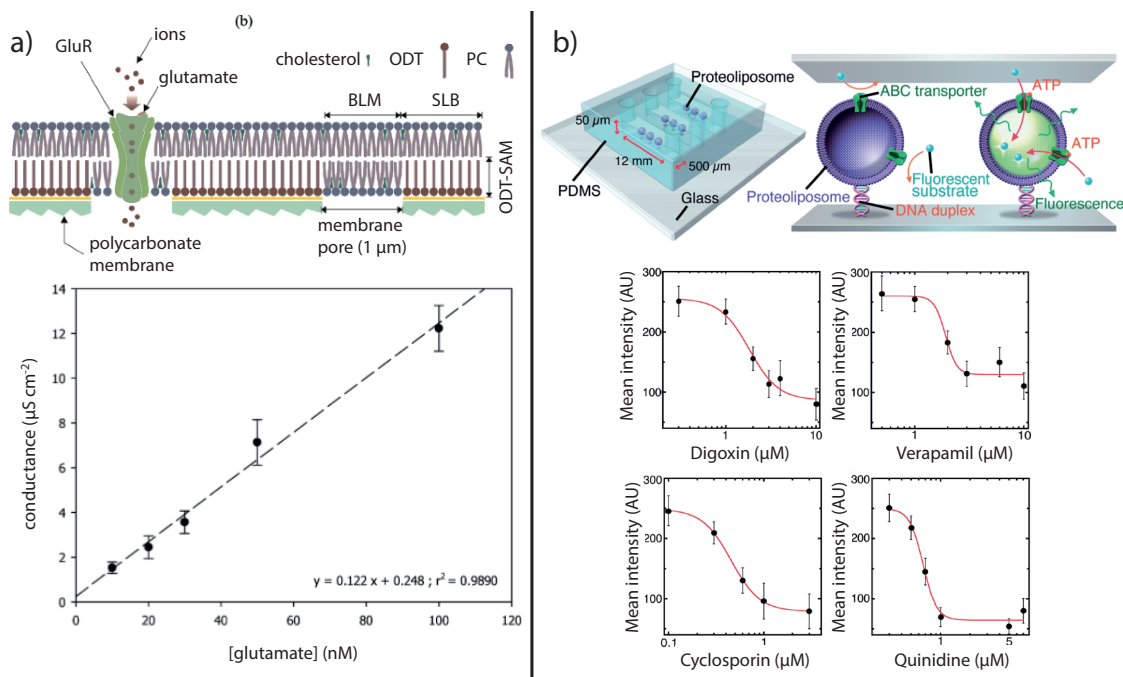 a)
(b)
ions
GluR
glutamate
cholesterol
ODT
PC
BLM
SLB
ODT-SAM
polycarbonate
membrane
membrane
pore (1 μm)
14
12
10
8
6
4
2
0
conductance (μS cm-2)
y = 0.122 x + 0.248 ; r2 = 0.9890
0 20 40 60 80 100 120
[glutamate] (nM)
b)
Proteoliposome
50 μm
12 mm
500 μm
PDMS
Glass
ABC transporter
ATP
ATP
Fluorescent
substrate
Proteoliposome
DNA duplex
Fluorescence
Mean intensity (AU)
300
200
100
1 10
Digoxin (μM)
Mean intensity (AU)
300
200
100
1 10
Verapamil (μM)
Mean intensity (AU)
300
200
100
0.1 1
Cyclosporin (μM)
Mean intensity (AU)
300
200
100
1 5
Quinidine (μM)